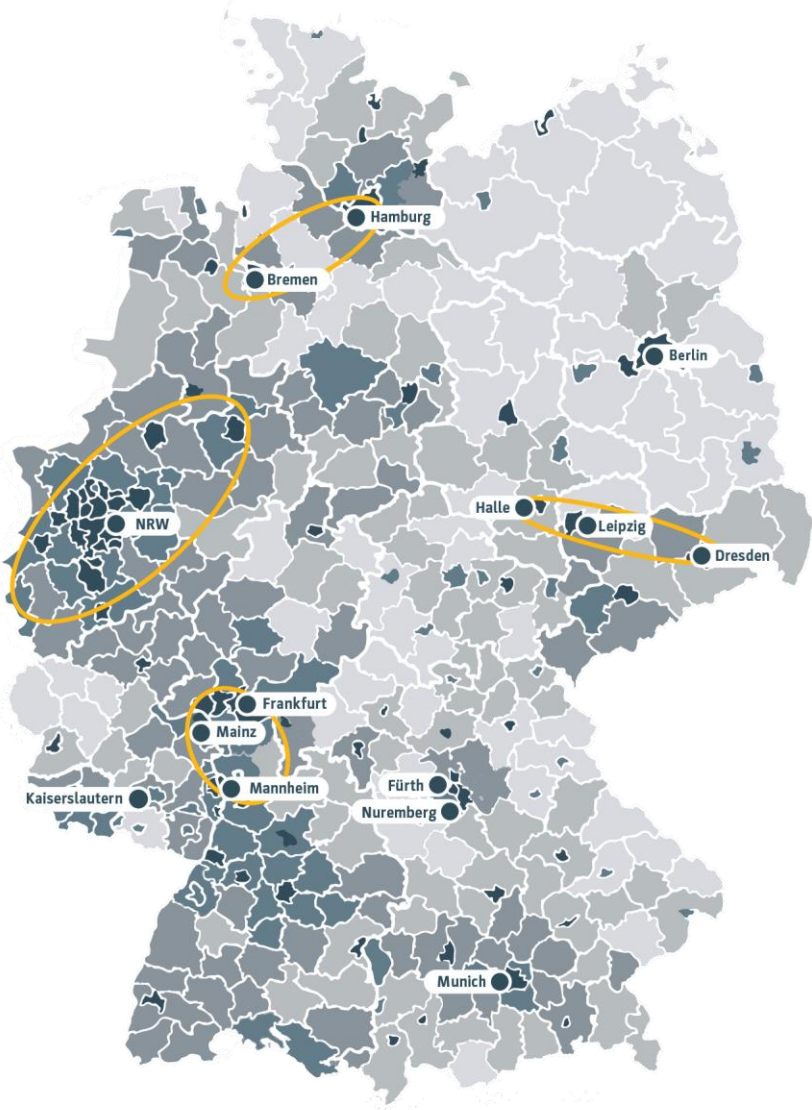 Hamburg
Bremen
Berlin
NRW
Halle
Leipzig
Dresden
Frankfurt
Mainz
Mannheim
Kaiserslautern
Fürth
Nuremberg
Munich